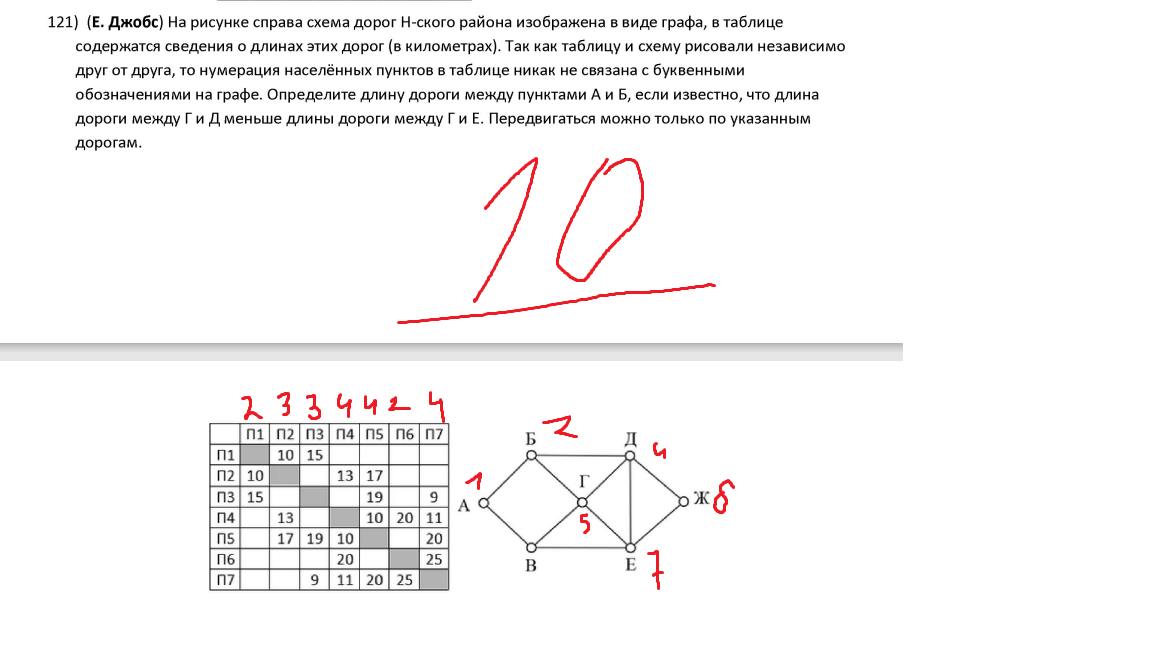 121) (Е. Джобс) На рисунке справа схема дорог Н-ского района изображена в виде графа, в таблице
содержатся сведения о длинах этих дорог (в километрах). Так как таблицу и схему рисовали независимо
друг от друга, то нумерация населённых пунктов в таблице никак не связана с буквенными
обозначениями на графе. Определите длину дороги между пунктами А и Б, если известно, что длина
дороги между Г и Д меньше длины дороги между Г и Е. Передвигаться можно только по указанным
дорогам.
10
2 3 3 4 4 2 4
П1 П2 П3 П4 П5 П6 П7
П1 10 15
П2 10 13 17
П3 15 19 9
П4 13 10 20 11
П5 17 19 10 20
П6 20 25
П7 9 11 20 25
Б 2 Д 4
1 Г
А Ж 6
5
В Е 7